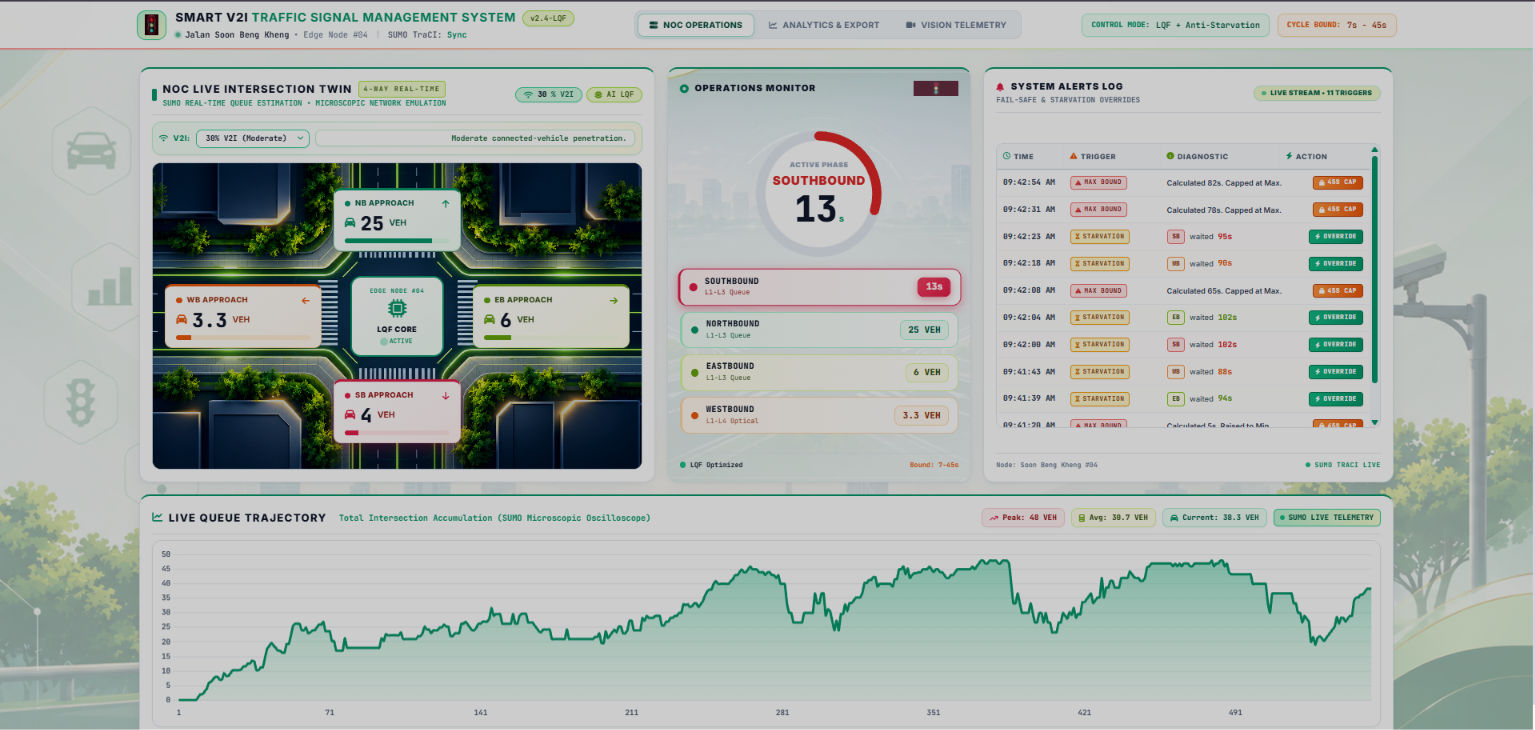 SMART V2I TRAFFIC SIGNAL MANAGEMENT SYSTEM v2.4-LQF
Jalan Soon Beng Kheng • Edge Node #04 | SUMO TraCI: Sync
NOC OPERATIONS
ANALYTICS & EXPORT
VISION TELEMETRY
CONTROL MODE: LQF + Anti-Starvation
CYCLE BOUND: 7s - 45s
NOC LIVE INTERSECTION TWIN 4-WAY REAL-TIME
SUMO REAL-TIME QUEUE ESTIMATION • MICROSCOPIC NETWORK EMULATION
30 % V2I
AI LQF
V2I: 30% V2I (Moderate)
Moderate connected-vehicle penetration.
NB APPROACH ↑
25 VEH
WB APPROACH ←
3.3 VEH
EDGE NODE #04
LQF CORE
ACTIVE
EB APPROACH →
6 VEH
SB APPROACH ↓
4 VEH
OPERATIONS MONITOR
ACTIVE PHASE
SOUTHBOUND
13s
SOUTHBOUND
L1-L3 Queue
13s
NORTHBOUND
L1-L3 Queue
25 VEH
EASTBOUND
L1-L3 Queue
6 VEH
WESTBOUND
L1-L4 Optical
3.3 VEH
LQF Optimized
Bound: 7-45s
SYSTEM ALERTS LOG
FAIL-SAFE & STARVATION OVERRIDES
LIVE STREAM • 11 TRIGGERS
TIME TRIGGER DIAGNOSTIC ACTION
09:42:54 AM MAX BOUND Calculated 82s. Capped at Max. 45S CAP
09:42:31 AM MAX BOUND Calculated 78s. Capped at Max. 45S CAP
09:42:23 AM STARVATION SB waited 95s OVERRIDE
09:42:18 AM STARVATION WB waited 90s OVERRIDE
09:42:08 AM MAX BOUND Calculated 65s. Capped at Max. 45S CAP
09:42:04 AM STARVATION EB waited 102s OVERRIDE
09:42:00 AM STARVATION SB waited 102s OVERRIDE
09:41:43 AM STARVATION WB waited 88s OVERRIDE
09:41:39 AM STARVATION EB waited 94s OVERRIDE
09:41:20 AM Calculated 5s. Raised to Min.
Node: Soon Beng Kheng #04
SUMO TRACI LIVE
LIVE QUEUE TRAJECTORY Total Intersection Accumulation (SUMO Microscopic Oscilloscope)
Peak: 48 VEH
Avg: 30.7 VEH
Current: 38.3 VEH
SUMO LIVE TELEMETRY
50
45
40
35
30
25
20
15
10
5
0
1 71 141 211 281 351 421 491